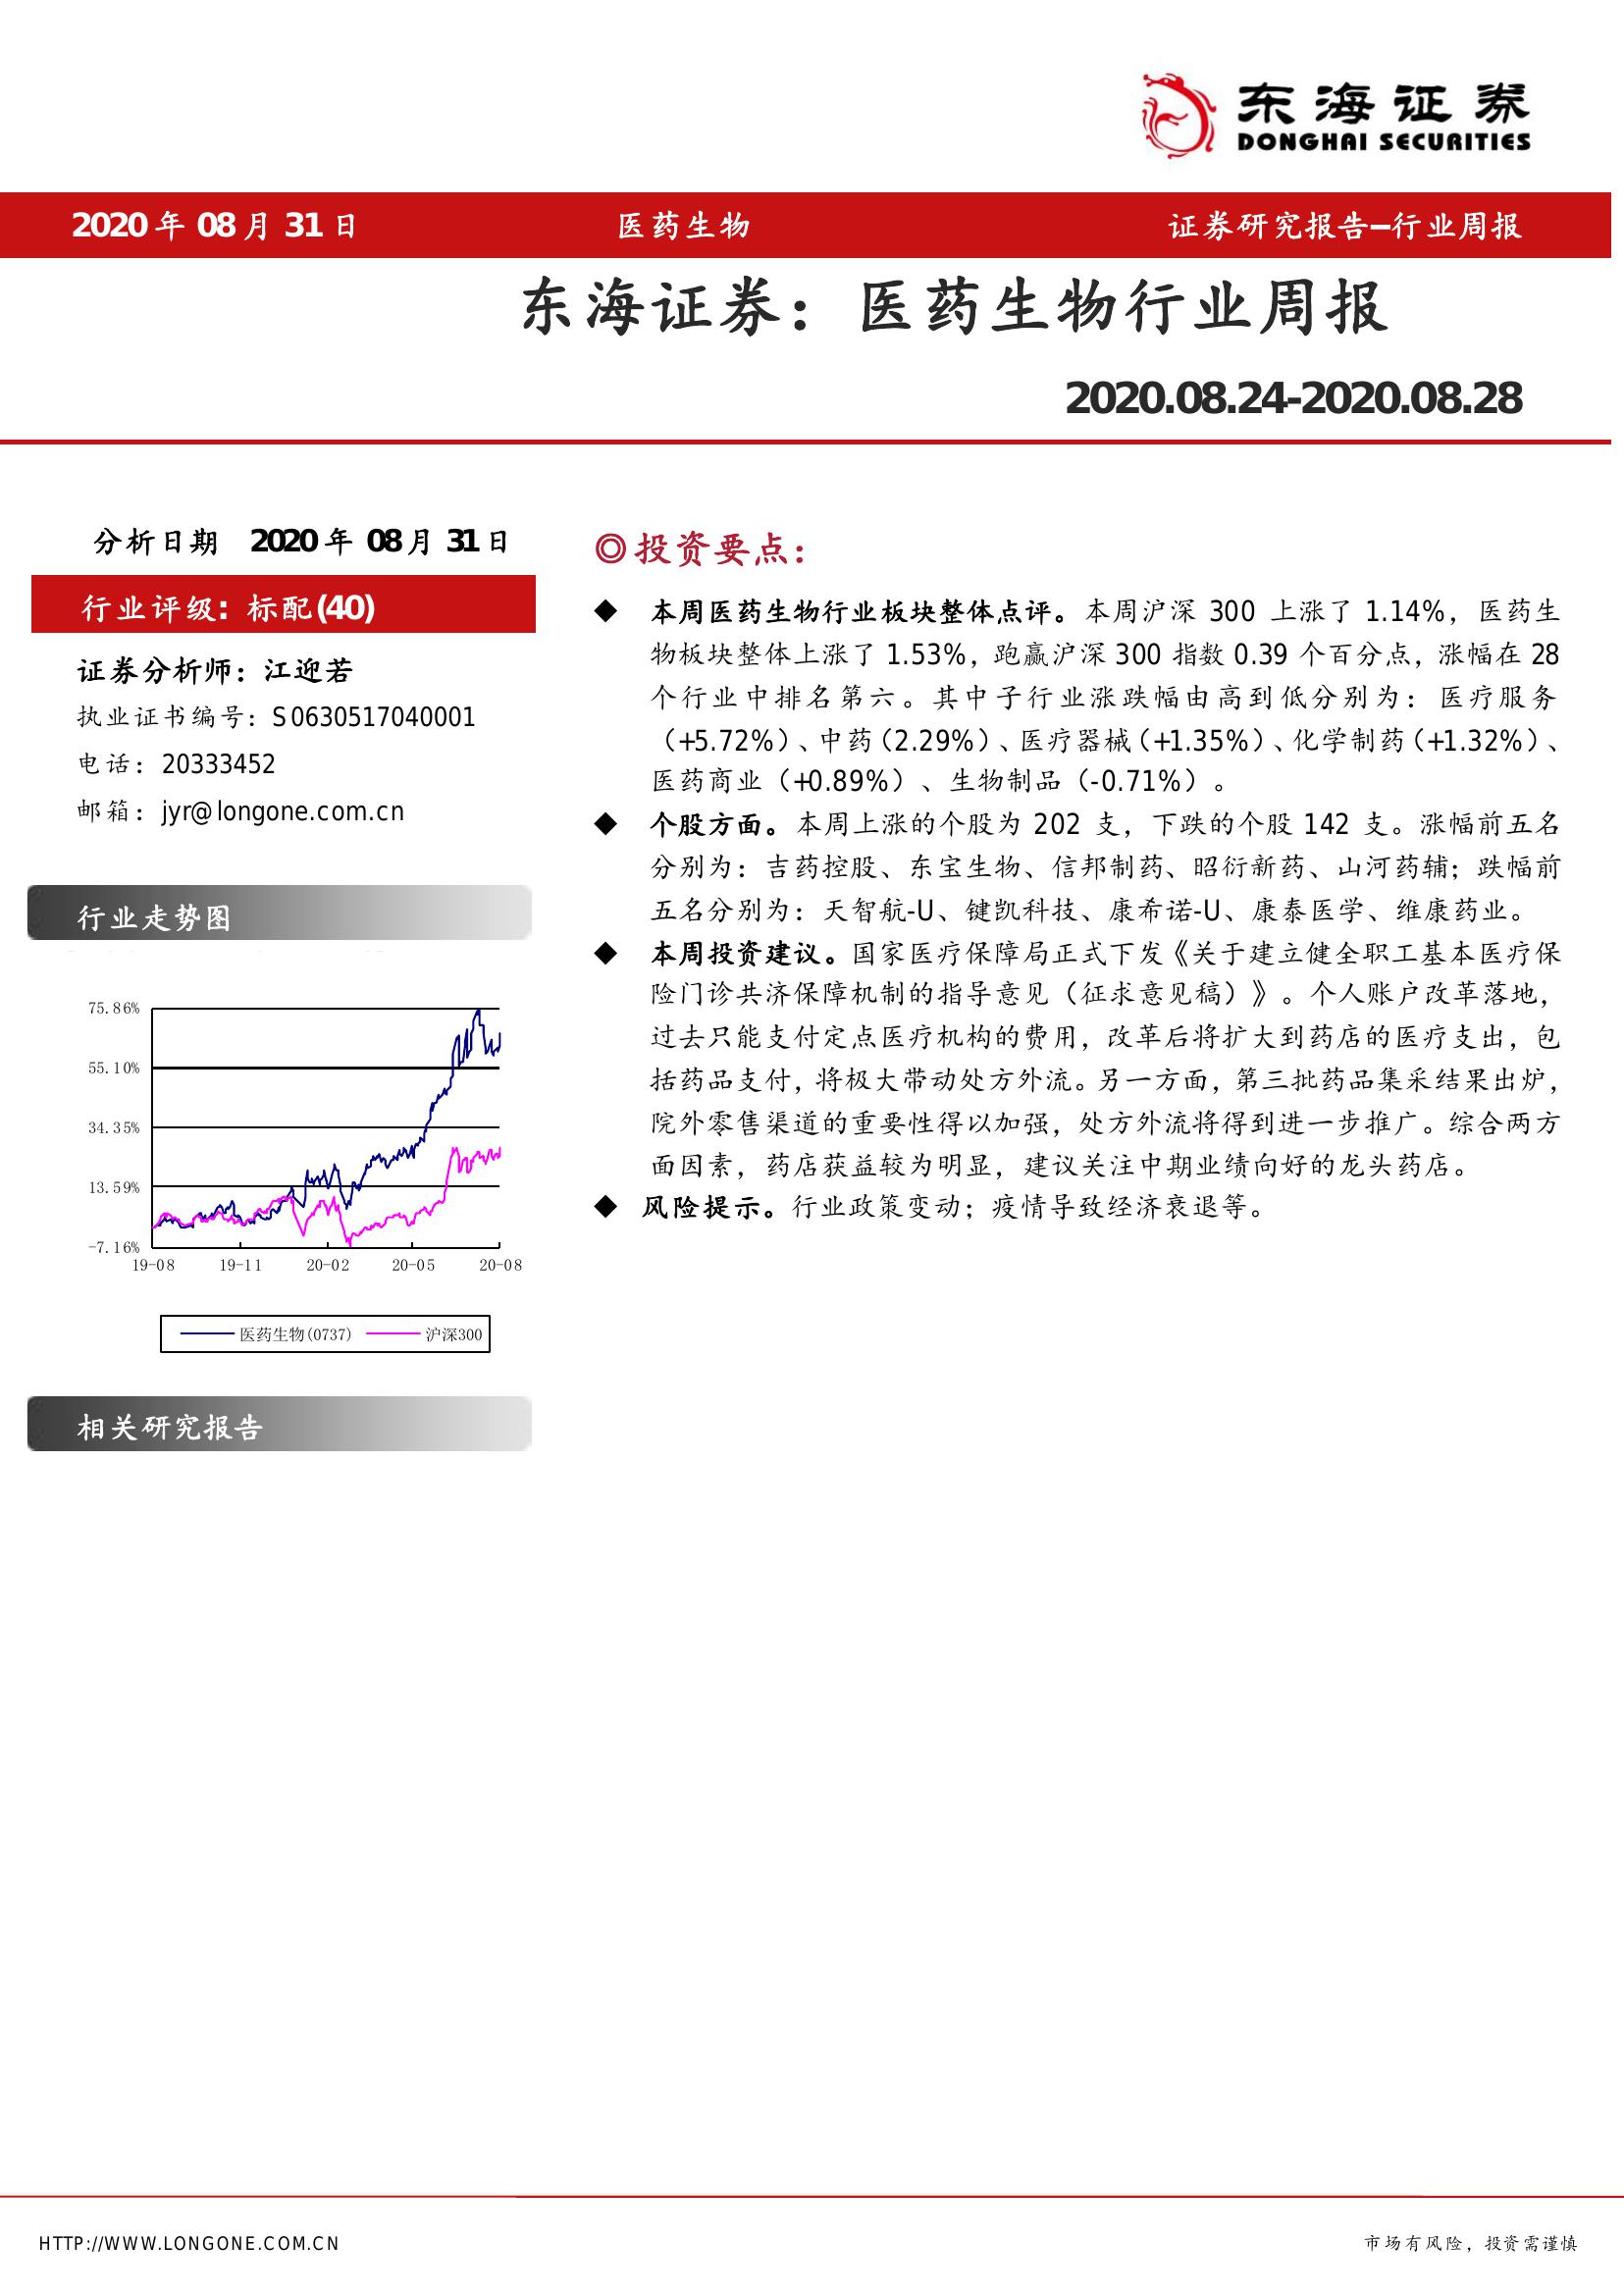 东海证券
DONGHAI SECURITIES
2020年08月31日 医药生物 证券研究报告—行业周报
东海证券：医药生物行业周报
2020.08.24-2020.08.28
分析日期 2020年08月31日
行业评级：标配(40)
证券分析师：江迎若
执业证书编号：S0630517040001
电话：20333452
邮箱：jyr@longone.com.cn
行业走势图
75.86%
55.10%
34.35%
13.59%
-7.16%
19-08 19-11 20-02 20-05 20-08
医药生物(0737) 沪深300
相关研究报告
◎投资要点：
◆ 本周医药生物行业板块整体点评。本周沪深 300 上涨了 1.14%，医药生
物板块整体上涨了 1.53%，跑赢沪深 300 指数 0.39 个百分点，涨幅在 28
个行业中排名第六。其中子行业涨跌幅由高到低分别为：医疗服务
（+5.72%）、中药（2.29%）、医疗器械（+1.35%）、化学制药（+1.32%）、
医药商业（+0.89%）、生物制品（-0.71%）。
◆ 个股方面。本周上涨的个股为 202 支，下跌的个股 142 支。涨幅前五名
分别为：吉药控股、东宝生物、信邦制药、昭衍新药、山河药辅；跌幅前
五名分别为：天智航-U、键凯科技、康希诺-U、康泰医学、维康药业。
◆ 本周投资建议。国家医疗保障局正式下发《关于建立健全职工基本医疗保
险门诊共济保障机制的指导意见（征求意见稿）》。个人账户改革落地，
过去只能支付定点医疗机构的费用，改革后将扩大到药店的医疗支出，包
括药品支付，将极大带动处方外流。另一方面，第三批药品集采结果出炉，
院外零售渠道的重要性得以加强，处方外流将得到进一步推广。综合两方
面因素，药店获益较为明显，建议关注中期业绩向好的龙头药店。
◆ 风险提示。行业政策变动；疫情导致经济衰退等。
HTTP://WWW.LONGONE.COM.CN 市场有风险，投资需谨慎